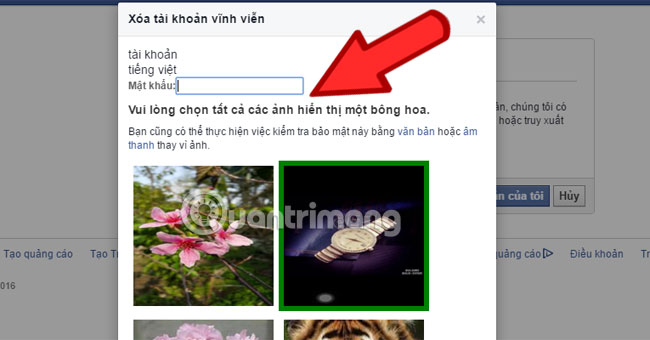 Xóa tài khoản vĩnh viễn
×
tài khoản
tiếng việt
Mật khẩu:
Vui lòng chọn tất cả các ảnh hiển thị một bông hoa.
Bạn cũng có thể thực hiện việc kiểm tra bảo mật này bằng văn bản hoặc âm
thanh thay vì ảnh.
, chúng tôi có
hoặc truy xuất
Quantrimang
n của tôi
Hủy
Tạo quảng cáo
Tạo Tr
quảng cáo
Điều khoản
Tr
2016